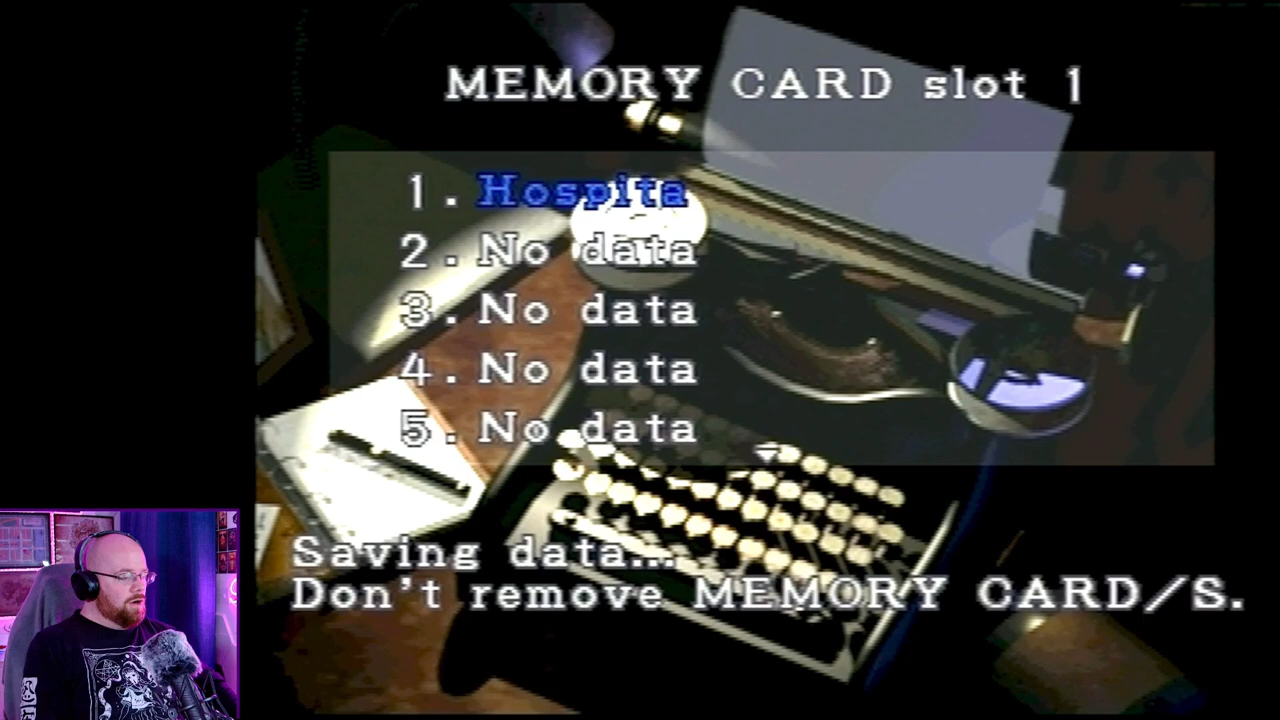 MEMORY CARD slot 1
1. Hospita
2. No data
3. No data
4. No data
5. No data
Saving data...
Don't remove MEMORY CARD/S.